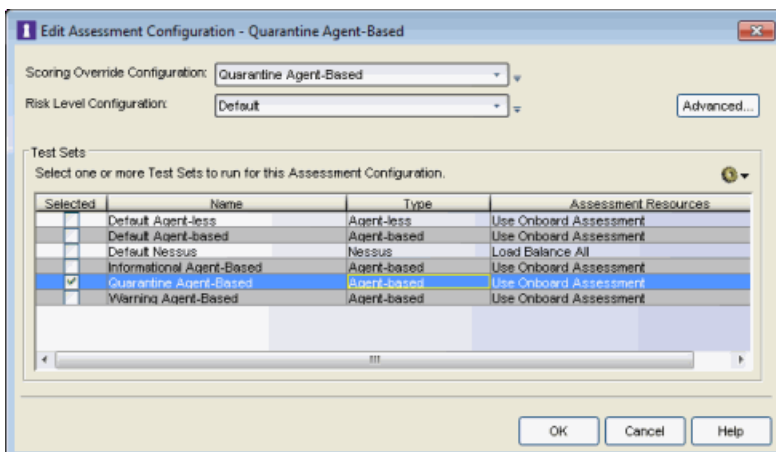 Edit Assessment Configuration - Quarantine Agent-Based
Scoring Override Configuration: Quarantine Agent-Based
Risk Level Configuration: Default Advanced...
Test Sets
Select one or more Test Sets to run for this Assessment Configuration.
Selected Name Type Assessment Resources
Default Agent-less Agent-less Use Onboard Assessment
Default Agent-based Agent-based Use Onboard Assessment
Default Nessus Nessus Load Balance All
Informational Agent-Based Agent-based Use Onboard Assessment
Quarantine Agent-Based Agent-based Use Onboard Assessment
Warning Agent-Based Agent-based Use Onboard Assessment
OK Cancel Help